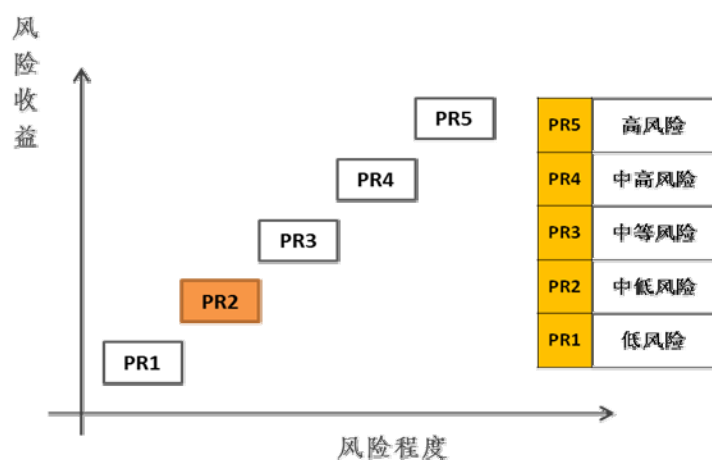 风
险
收
益
PR5
PR4
PR3
PR2
PR1
风险程度
PR5 高风险
PR4 中高风险
PR3 中等风险
PR2 中低风险
PR1 低风险